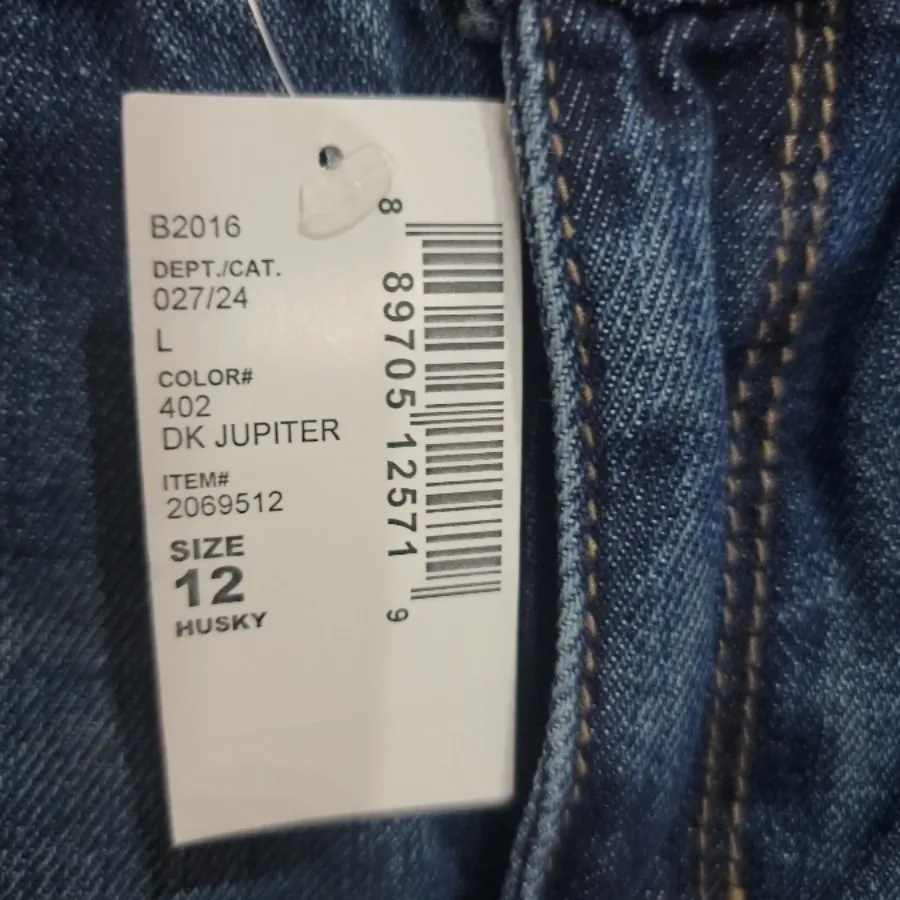 B2016
DEPT./CAT.
027/24
L
COLOR#
402
DK JUPITER
ITEM#
2069512
SIZE
12
HUSKY
8 89705 12571 9